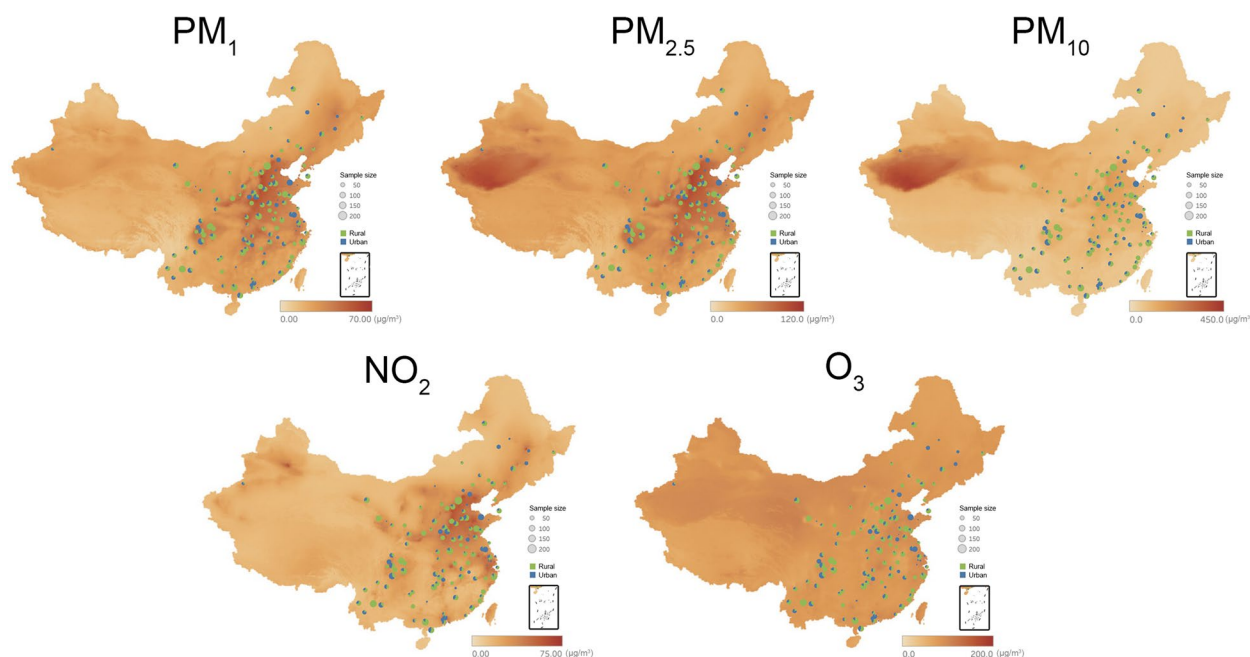 PM1
PM2.5
PM10
Sample size
50
100
150
200
Rural
Urban
0.00 70.00 (μg/m³)
Sample size
50
100
150
200
Rural
Urban
0.0 120.0 (μg/m³)
Sample size
50
100
150
200
Rural
Urban
0.0 450.0 (μg/m³)
NO2
O3
Sample size
50
100
150
200
Rural
Urban
0.00 75.00 (μg/m³)
Sample size
50
100
150
200
Rural
Urban
0.0 200.0 (μg/m³)